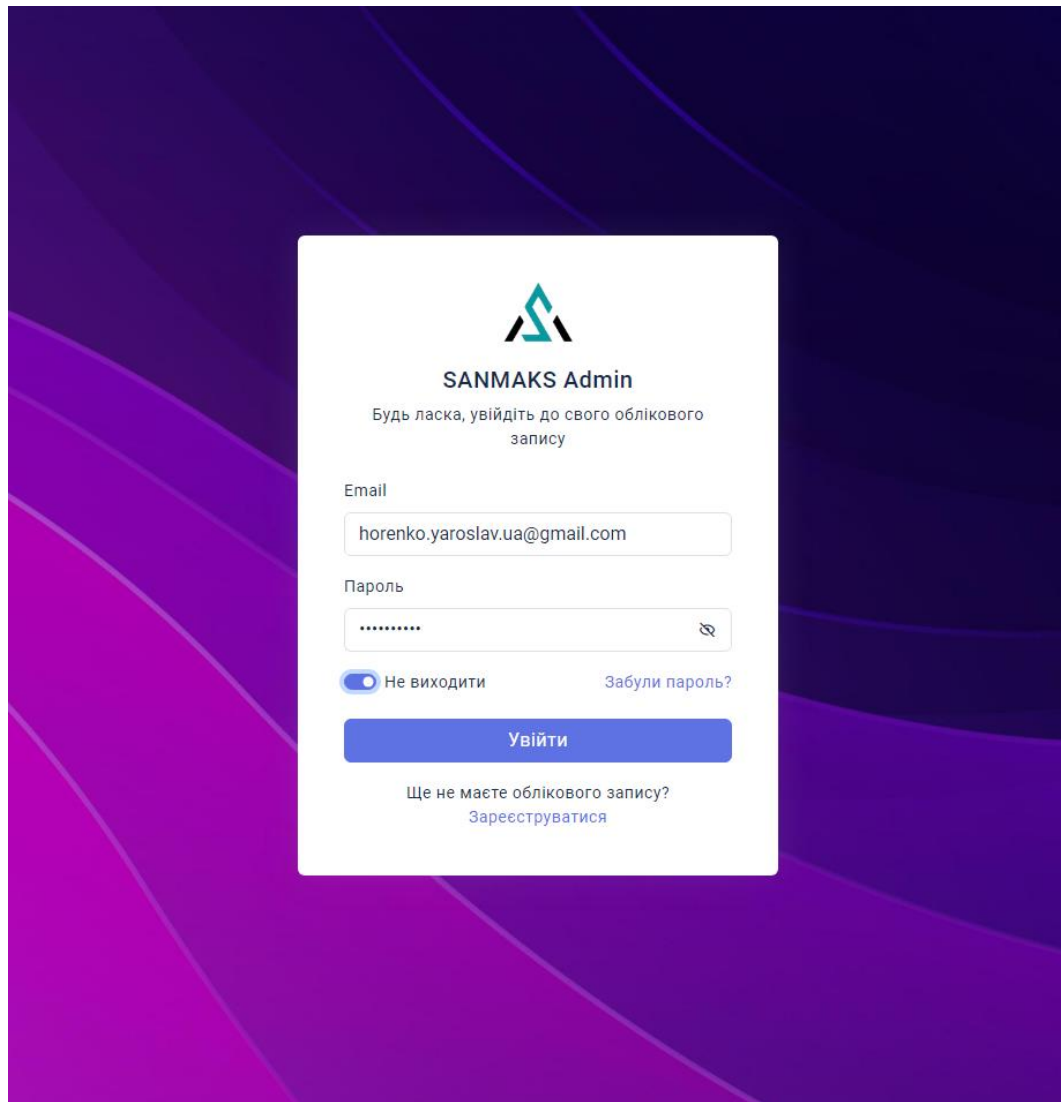 SANMAKS Admin
Будь ласка, увійдіть до свого облікового
запису
Email
horenko.yaroslav.ua@gmail.com
Пароль
••••••••••
Не виходити
Забули пароль?
Увійти
Ще не маєте облікового запису?
Зареєструватися